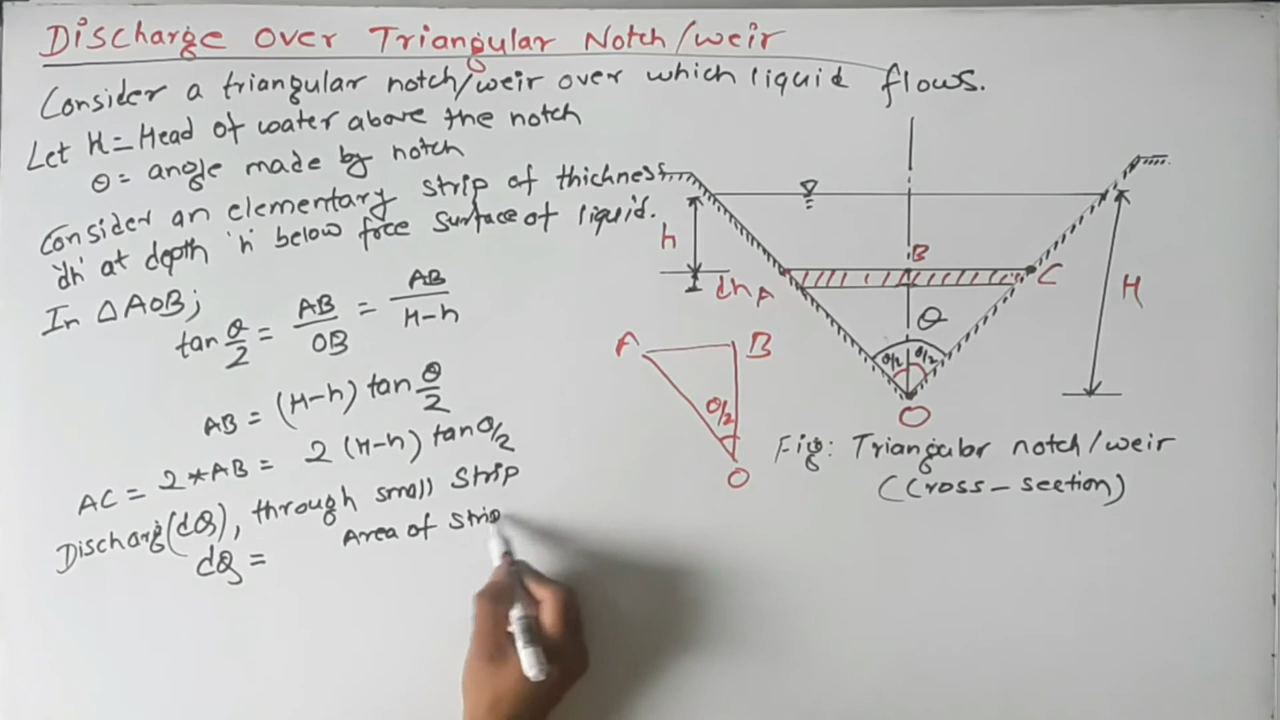 Discharge over Triangular Notch/weir
Consider a triangular notch/weir over which liquid flows.
Let H = Head of water above the notch
θ = angle made by notch
Consider an elementary strip of thickness
'dh' at depth 'h' below free surface of liquid.
In △AOB;
tan θ/2 = AB/OB = AB/H-h
AB = (H-h) tan θ/2
AC = 2*AB = 2 (H-h) tan θ/2
Discharg(dQ), through small strip
dQ = Area of strip
h
dh
A
B
C
H
θ
θ/2 θ/2
O
A
B
θ/2
O
Fig: Triangular notch/weir
(Cross-section)